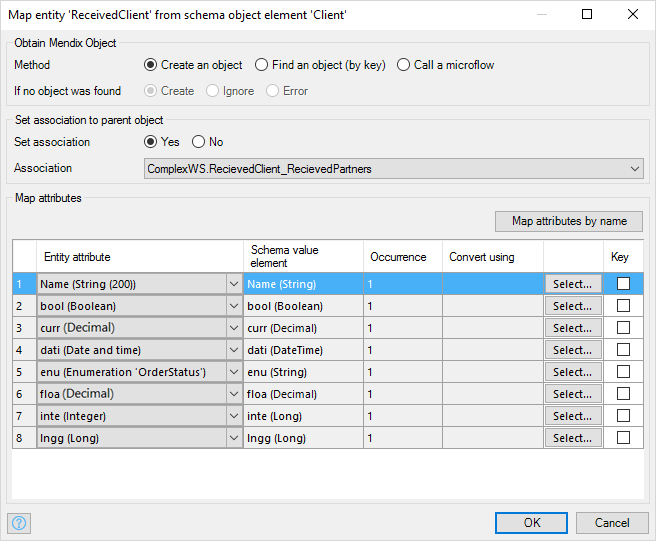 Map entity 'ReceivedClient' from schema object element 'Client'
Obtain Mendix Object
Method Create an object Find an object (by key) Call a microflow
If no object was found Create Ignore Error
Set association to parent object
Set association Yes No
Association ComplexWS.RecievedClient_RecievedPartners
Map attributes
Map attributes by name
Entity attribute Schema value element Occurrence Convert using Key
1 Name (String (200)) Name (String) 1 Select...
2 bool (Boolean) bool (Boolean) 1 Select...
3 curr (Decimal) curr (Decimal) 1 Select...
4 dati (Date and time) dati (DateTime) 1 Select...
5 enu (Enumeration 'OrderStatus') enu (String) 1 Select...
6 floa (Decimal) floa (Decimal) 1 Select...
7 inte (Integer) inte (Long) 1 Select...
8 lngg (Long) lngg (Long) 1 Select...
? OK Cancel